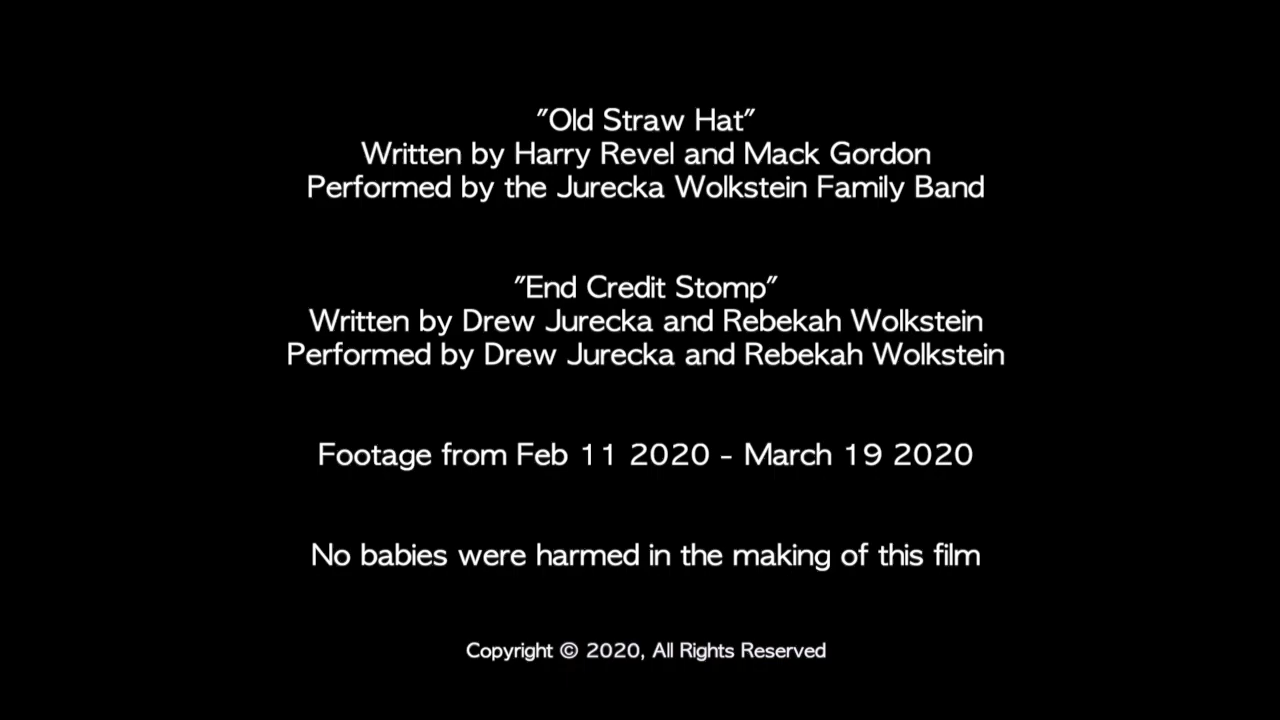 "Old Straw Hat"
Written by Harry Revel and Mack Gordon
Performed by the Jurecka Wolkstein Family Band
"End Credit Stomp"
Written by Drew Jurecka and Rebekah Wolkstein
Performed by Drew Jurecka and Rebekah Wolkstein
Footage from Feb 11 2020 - March 19 2020
No babies were harmed in the making of this film
Copyright © 2020, All Rights Reserved